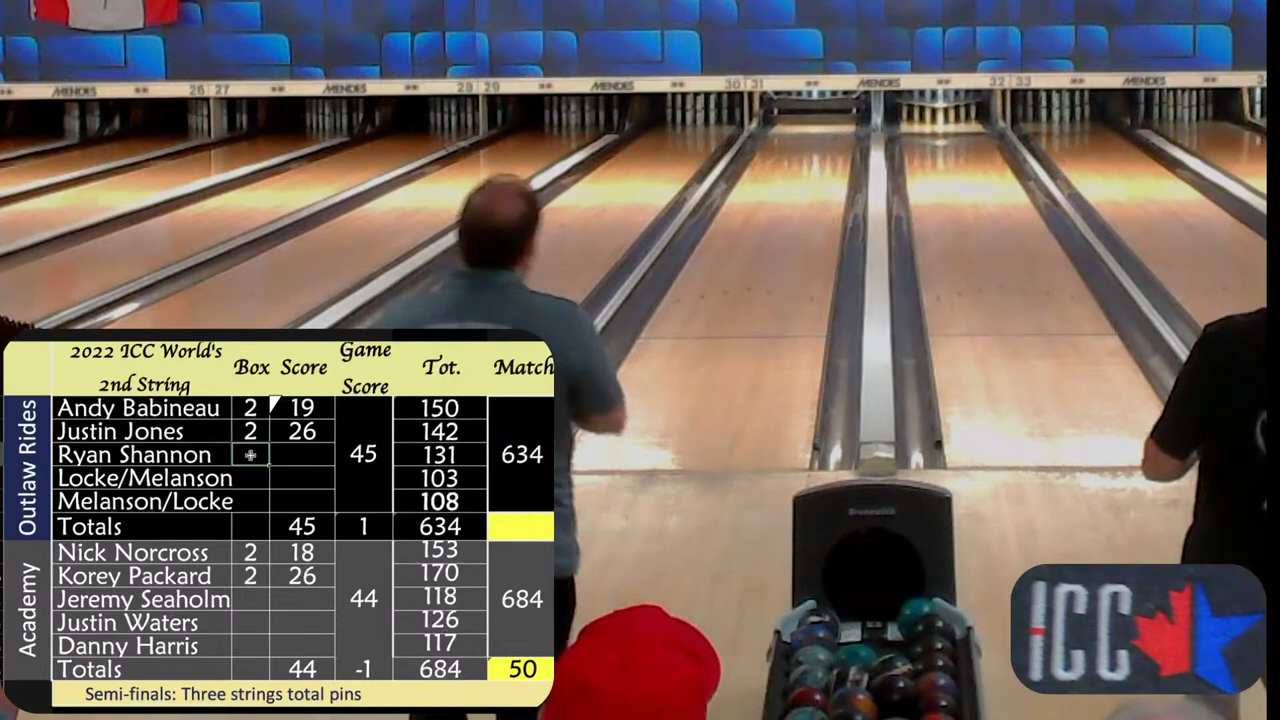 MENDES 26 27 MENDES 28 29 MENDES 30 31 MENDES 32 33 MENDES
Brunswick
2022 ICC World's 2nd String Box Score Game Score Tot. Match
Outlaw Rides
Andy Babineau 2 19 150
Justin Jones 2 26 142
Ryan Shannon 45 131 634
Locke/Melanson 103
Melanson/Locke 108
Totals 45 1 634
Academy
Nick Norcross 2 18 153
Korey Packard 2 26 170
Jeremy Seaholm 44 118 684
Justin Waters 126
Danny Harris 117
Totals 44 -1 684 50
Semi-finals: Three strings total pins
ICC